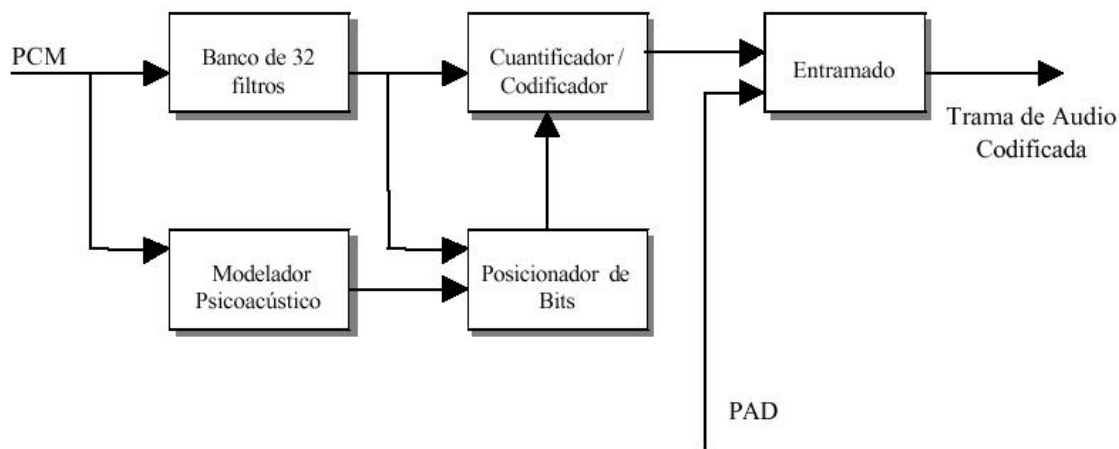 PCM
Banco de 32
filtros
Cuantificador /
Codificador
Entramado
Trama de Audio
Codificada
Modelador
Psicoacústico
Posicionador de
Bits
PAD